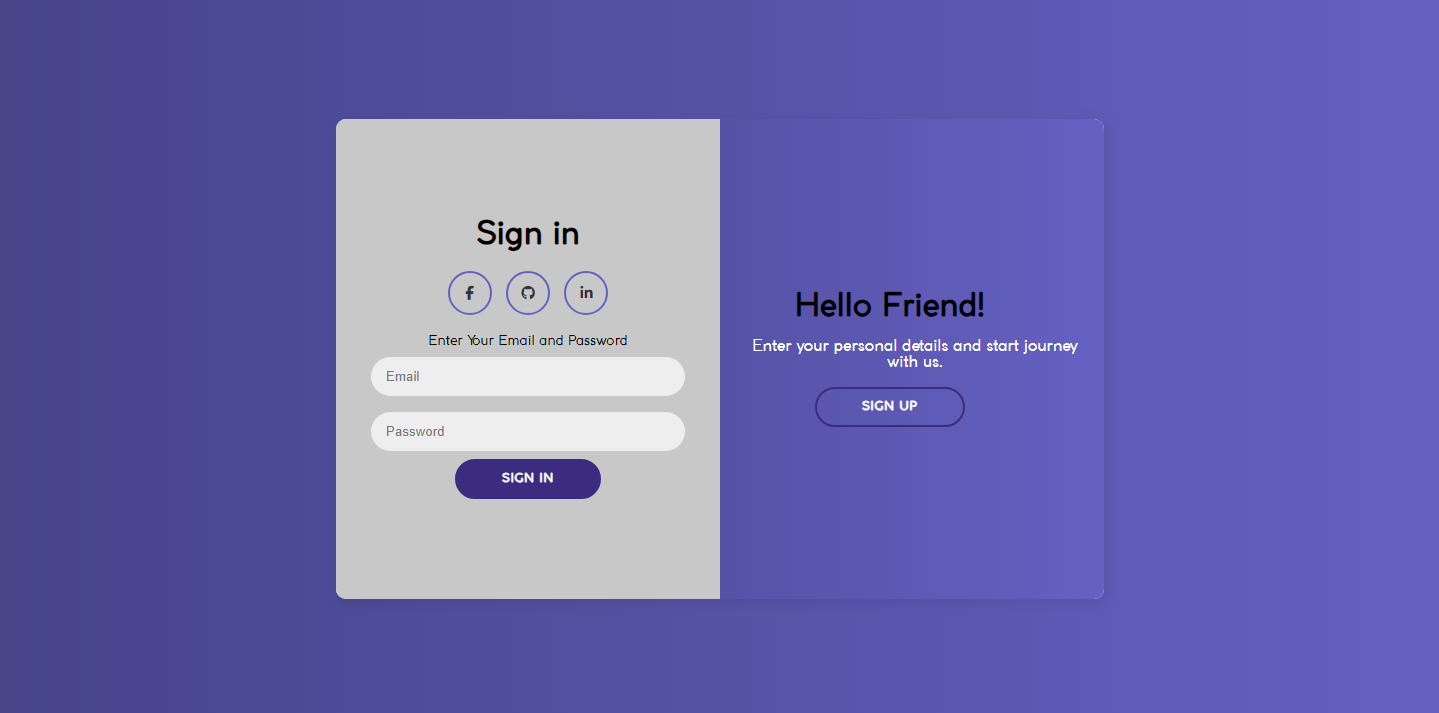 Sign in
Enter Your Email and Password
Email
Password
SIGN IN
Hello Friend!
Enter your personal details and start journey
with us.
SIGN UP